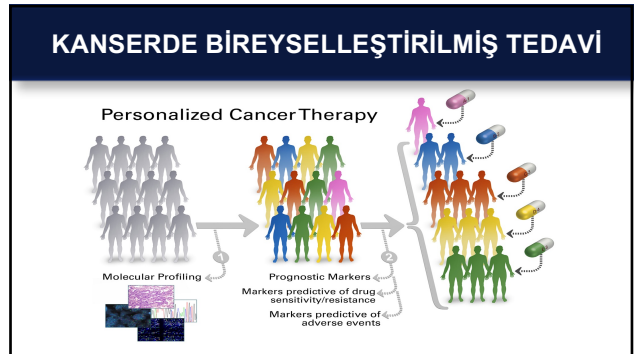 KANSERDE BİREYSELLEŞTİRİLMİŞ TEDAVİ
Personalized Cancer Therapy
1
Molecular Profiling
2
Prognostic Markers
Markers predictive of drug
sensitivity/resistance
Markers predictive of
adverse events